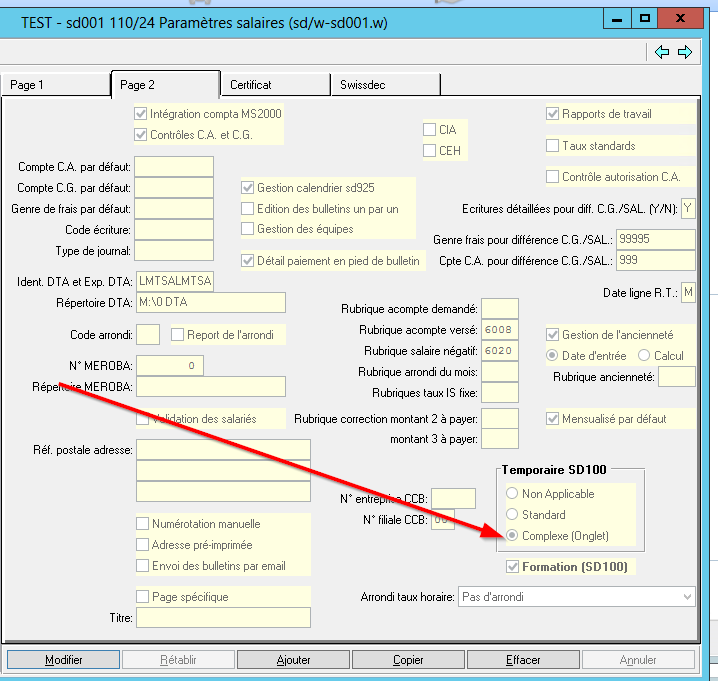 TEST - sd001 110/24 Paramètres salaires (sd/w-sd001.w)
Page 1
Page 2
Certificat
Swissdec
Intégration compta MS2000
Contrôles C.A. et C.G.
CIA
CEH
Rapports de travail
Taux standards
Contrôle autorisation C.A.
Compte C.A. par défaut:
Compte C.G. par défaut:
Genre de frais par défaut:
Code écriture:
Type de journal:
Gestion calendrier sd925
Edition des bulletins un par un
Gestion des équipes
Détail paiement en pied de bulletin
Ecritures détaillées pour diff. C.G./SAL. (Y/N): Y
Genre frais pour différence C.G./SAL.: 99995
Cpte C.A. pour différence C.G./SAL.: 999
Ident. DTA et Exp. DTA: LMTSALMTSA
Répertoire DTA: M:\0 DTA
Date ligne R.T.: M
Code arrondi:
Report de l'arrondi
Rubrique acompte demandé:
Rubrique acompte versé: 6008
Rubrique salaire négatif: 6020
Rubrique arrondi du mois:
Rubriques taux IS fixe:
Gestion de l'ancienneté
Date d'entrée
Calcul
Rubrique ancienneté:
N° MEROBA: 0
Répertoire MEROBA:
Validation des salariés
Rubrique correction montant 2 à payer:
montant 3 à payer:
Mensualisé par défaut
Réf. postale adresse:
N° entreprise CCB:
N° filiale CCB: 00
Temporaire SD100
Non Applicable
Standard
Complexe (Onglet)
Formation (SD100)
Numérotation manuelle
Adresse pré-imprimée
Envoi des bulletins par email
Page spécifique
Titre:
Arrondi taux horaire: Pas d'arrondi
Modifier
Rétablir
Ajouter
Copier
Effacer
Annuler